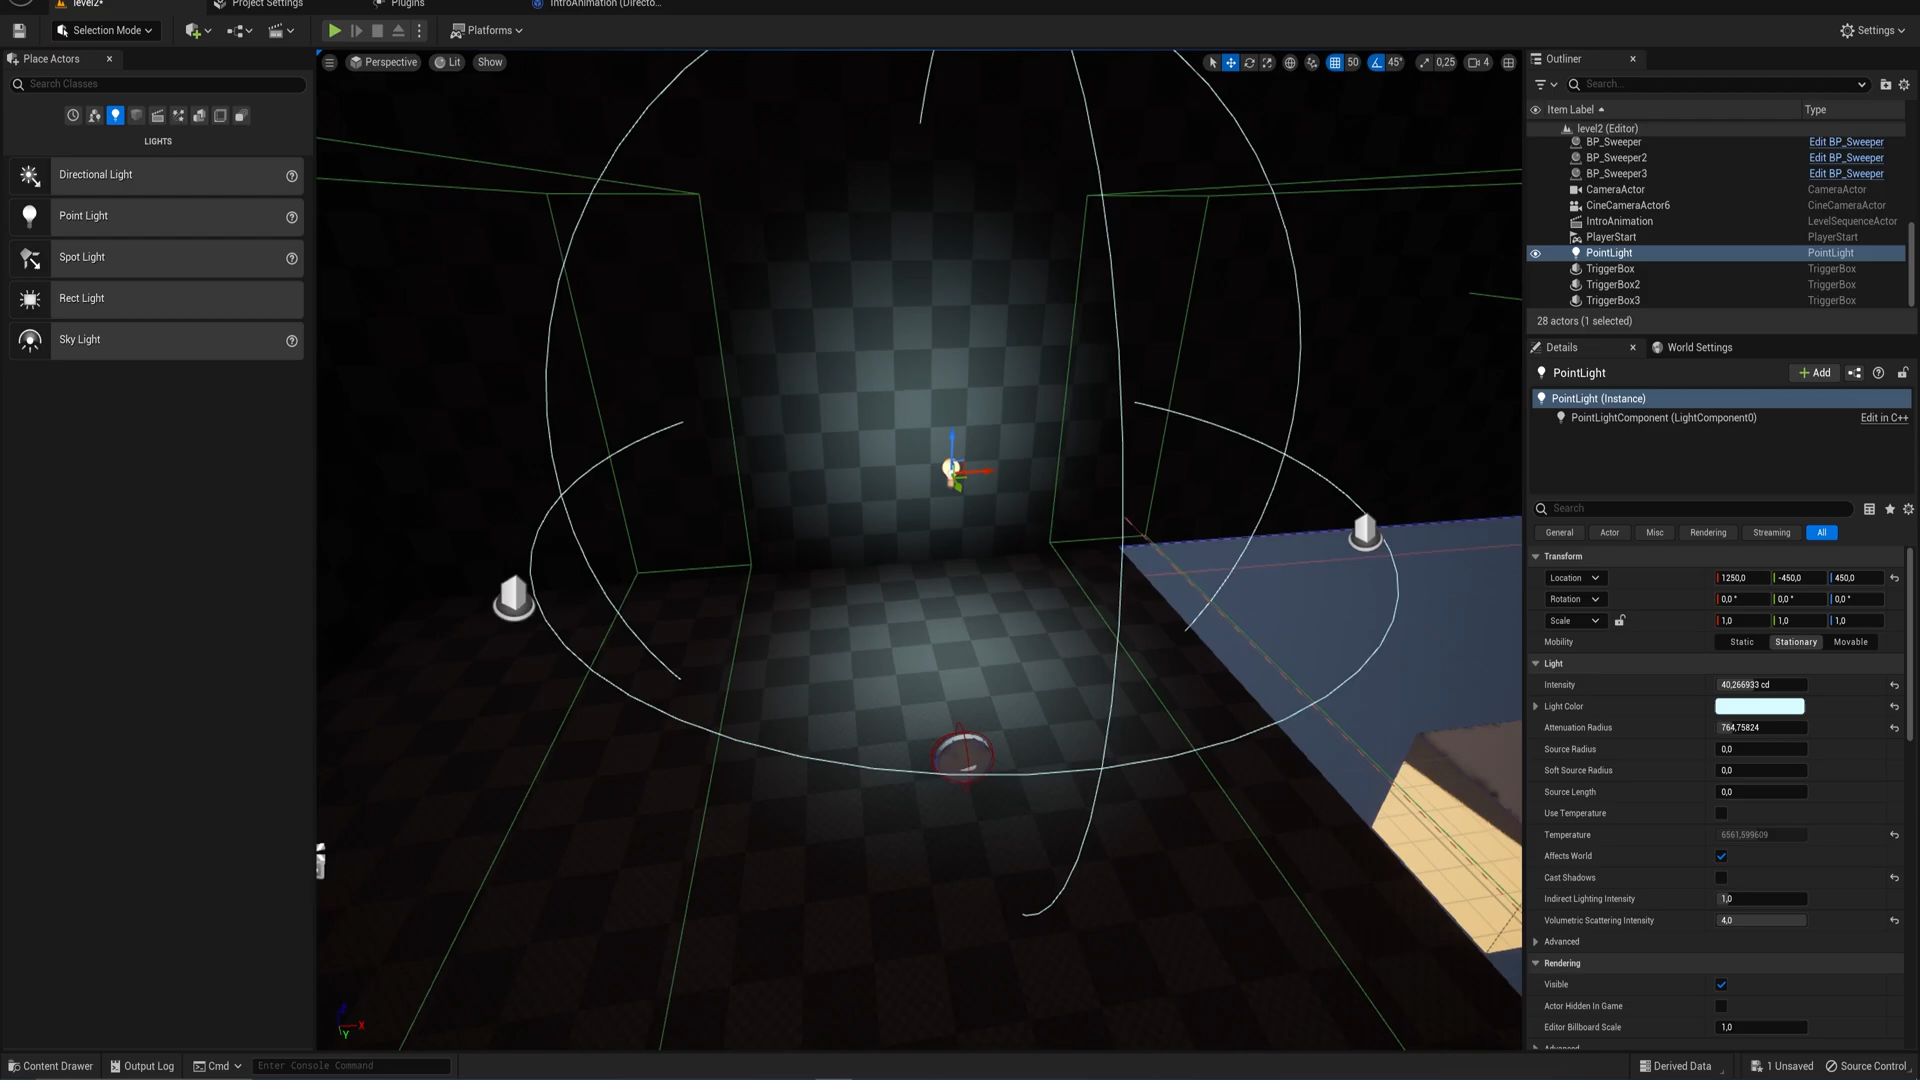 level2*
Project Settings
Plugins
IntroAnimation (Directo...
Selection Mode
Platforms
Settings
Place Actors
Search Classes
LIGHTS
Directional Light
Point Light
Spot Light
Rect Light
Sky Light
Perspective
Lit
Show
50
45°
0,25
4
Outliner
Search...
Item Label
Type
level2 (Editor)
BP_Sweeper Edit BP_Sweeper
BP_Sweeper2 Edit BP_Sweeper
BP_Sweeper3 Edit BP_Sweeper
CameraActor CameraActor
CineCameraActor6 CineCameraActor
IntroAnimation LevelSequenceActor
PlayerStart PlayerStart
PointLight PointLight
TriggerBox TriggerBox
TriggerBox2 TriggerBox
TriggerBox3 TriggerBox
28 actors (1 selected)
Details
World Settings
PointLight
+ Add
PointLight (Instance)
PointLightComponent (LightComponent0) Edit in C++
Search
General Actor Misc Rendering Streaming All
Transform
Location 1250,0 -450,0 450,0
Rotation 0,0 ° 0,0 ° 0,0 °
Scale 1,0 1,0 1,0
Mobility Static Stationary Movable
Light
Intensity 40,266933 cd
Light Color
Attenuation Radius 764,75824
Source Radius 0,0
Soft Source Radius 0,0
Source Length 0,0
Use Temperature
Temperature 6561,599609
Affects World
Cast Shadows
Indirect Lighting Intensity 1,0
Volumetric Scattering Intensity 4,0
Advanced
Rendering
Visible
Actor Hidden In Game
Editor Billboard Scale 1,0
Z
X
Y
Content Drawer
Output Log
Cmd
Enter Console Command
Derived Data
1 Unsaved
Source Control